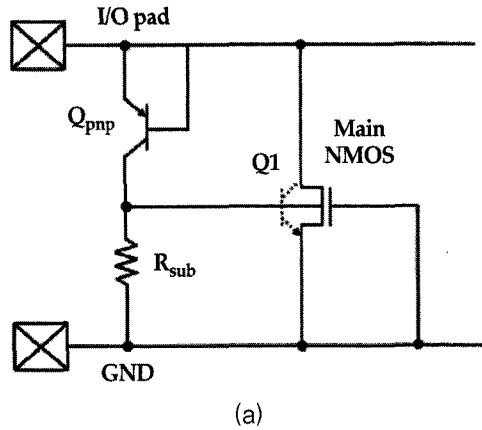 I/O pad
Qpnp
Main
NMOS
Q1
Rsub
GND
(a)